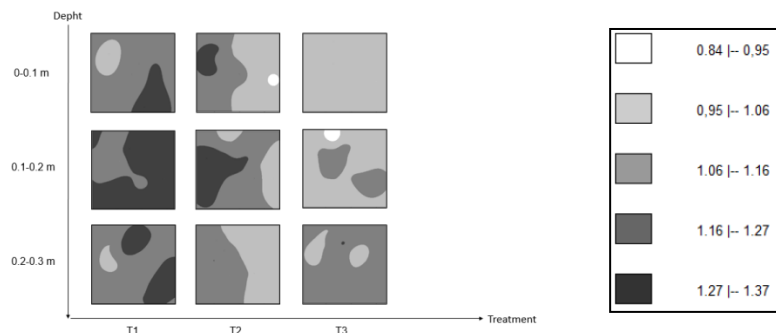 Depht
0-0.1 m
0.1-0.2 m
0.2-0.3 m
T1
T2
T3
Treatment
0.84 |-- 0,95
0,95 |-- 1.06
1.06 |-- 1.16
1.16 |-- 1.27
1.27 |-- 1.37